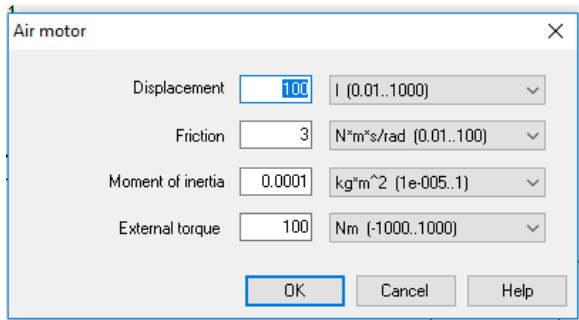 1
Air motor
Displacement 100 l (0.01..1000)
Friction 3 N*m*s/rad (0.01..100)
Moment of inertia 0.0001 kg*m^2 (1e-005..1)
External torque 100 Nm (-1000..1000)
OK Cancel Help